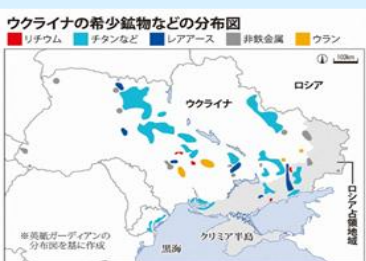 ウクライナの希少鉱物などの分布図
リチウム チタンなど レアアース 非鉄金属 ウラン
100km
ロシア
ウクライナ
ロシア占領地域
※英紙ガーディアンの
分布図を基に作成
黒海
クリミア半島